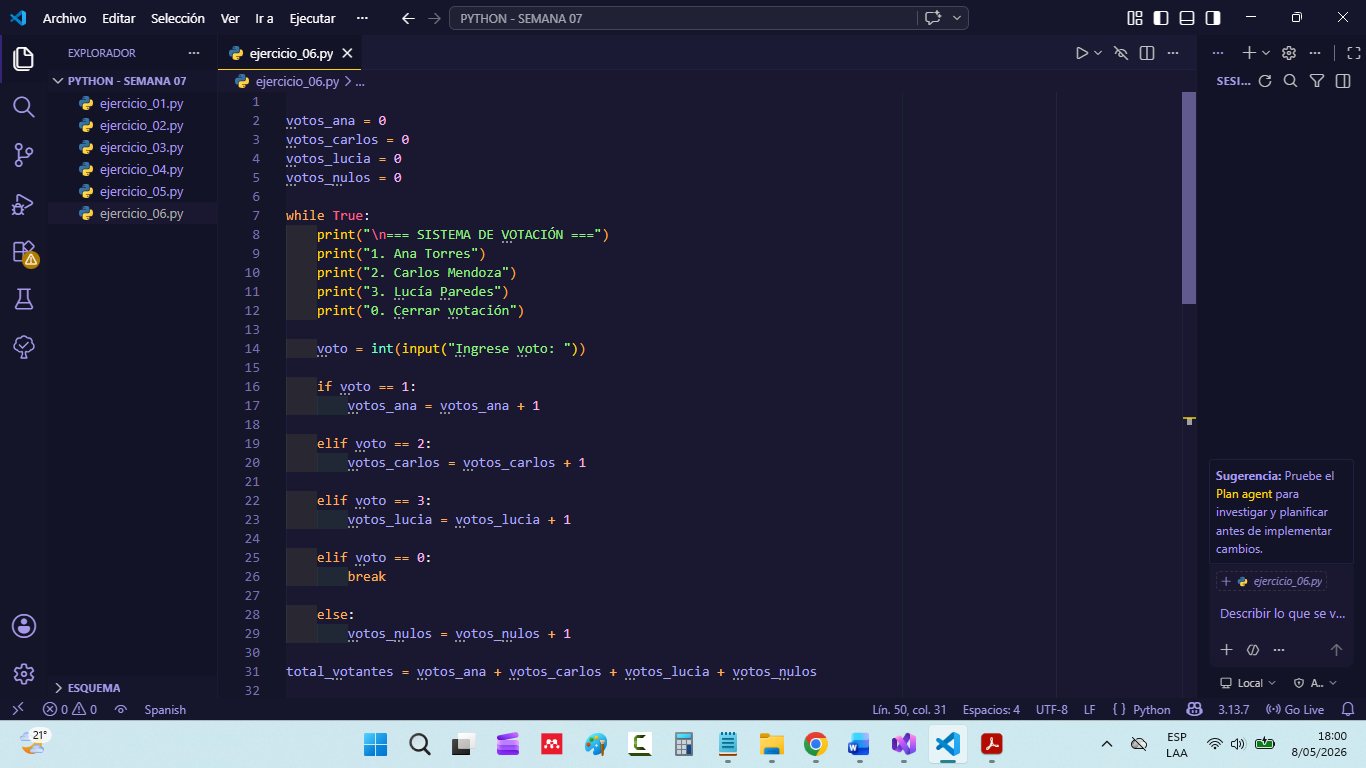 Archivo Editar Selección Ver Ir a Ejecutar ··· PYTHON - SEMANA 07
EXPLORADOR ···
PYTHON - SEMANA 07
ejercicio_01.py
ejercicio_02.py
ejercicio_03.py
ejercicio_04.py
ejercicio_05.py
ejercicio_06.py
ESQUEMA
ejercicio_06.py
ejercicio_06.py > ...
1
2 votos_ana = 0
3 votos_carlos = 0
4 votos_lucia = 0
5 votos_nulos = 0
6
7 while True:
8 print("\n=== SISTEMA DE VOTACIÓN ===")
9 print("1. Ana Torres")
10 print("2. Carlos Mendoza")
11 print("3. Lucía Paredes")
12 print("0. Cerrar votación")
13
14 voto = int(input("Ingrese voto: "))
15
16 if voto == 1:
17 votos_ana = votos_ana + 1
18
19 elif voto == 2:
20 votos_carlos = votos_carlos + 1
21
22 elif voto == 3:
23 votos_lucia = votos_lucia + 1
24
25 elif voto == 0:
26 break
27
28 else:
29 votos_nulos = votos_nulos + 1
30
31 total_votantes = votos_ana + votos_carlos + votos_lucia + votos_nulos
32
SESI...
Sugerencia: Pruebe el
Plan agent para
investigar y planificar
antes de implementar
cambios.
ejercicio_06.py
Describir lo que se v...
Local A..
0 0 Spanish Lín. 50, col. 31 Espacios: 4 UTF-8 LF { } Python 3.13.7 Go Live
21°
ESP
LAA
18:00
8/05/2026